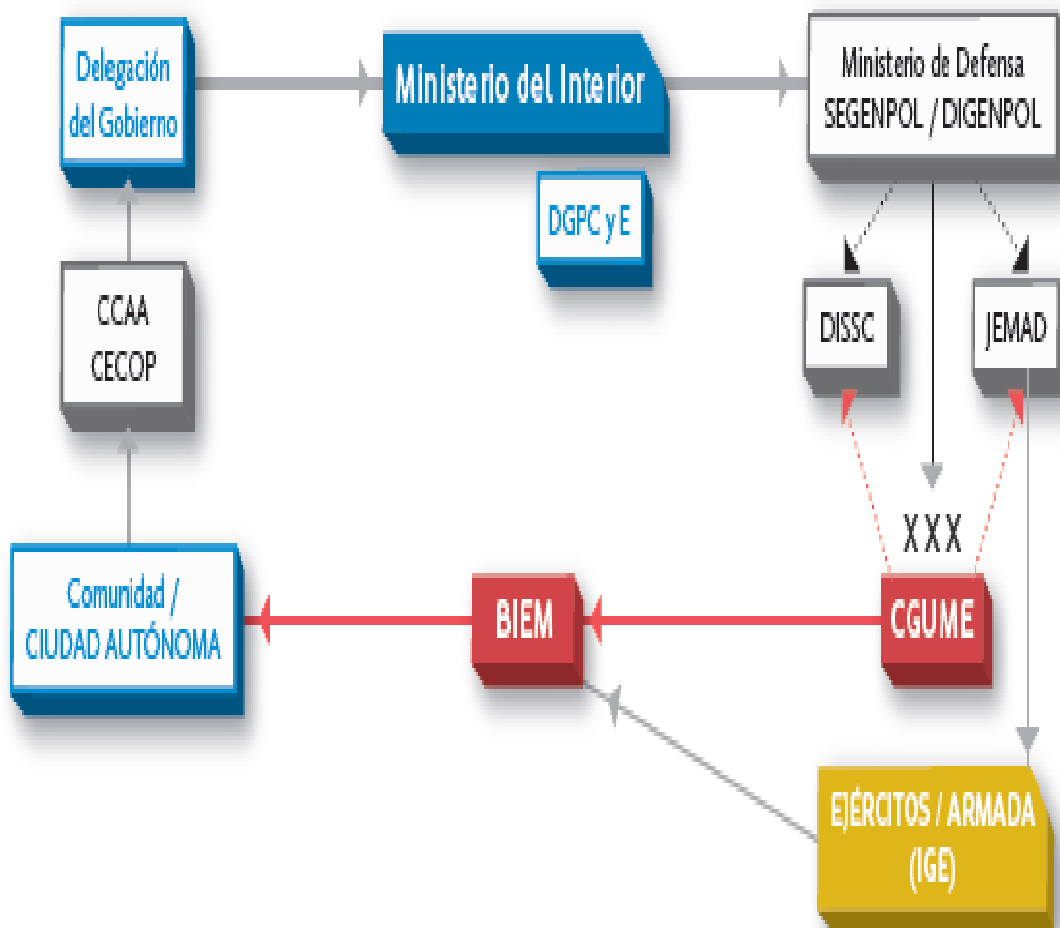 Delegación
del Gobierno
Ministerio del Interior
Ministerio de Defensa
SEGENPOL / DIGENPOL
DGPC y E
CCAA
CECOP
DISSC
JEMAD
X X X
Comunidad /
CIUDAD AUTÓNOMA
BIEM
CGUME
EJÉRCITOS / ARMADA
(IGE)